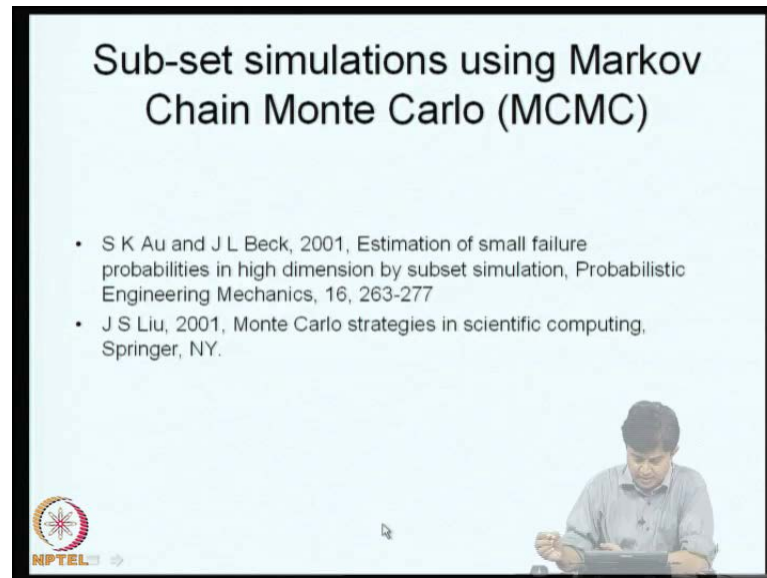 Sub-set simulations using Markov
Chain Monte Carlo (MCMC)
• S K Au and J L Beck, 2001, Estimation of small failure
probabilities in high dimension by subset simulation, Probabilistic
Engineering Mechanics, 16, 263-277
• J S Liu, 2001, Monte Carlo strategies in scientific computing,
Springer, NY.
NPTEL